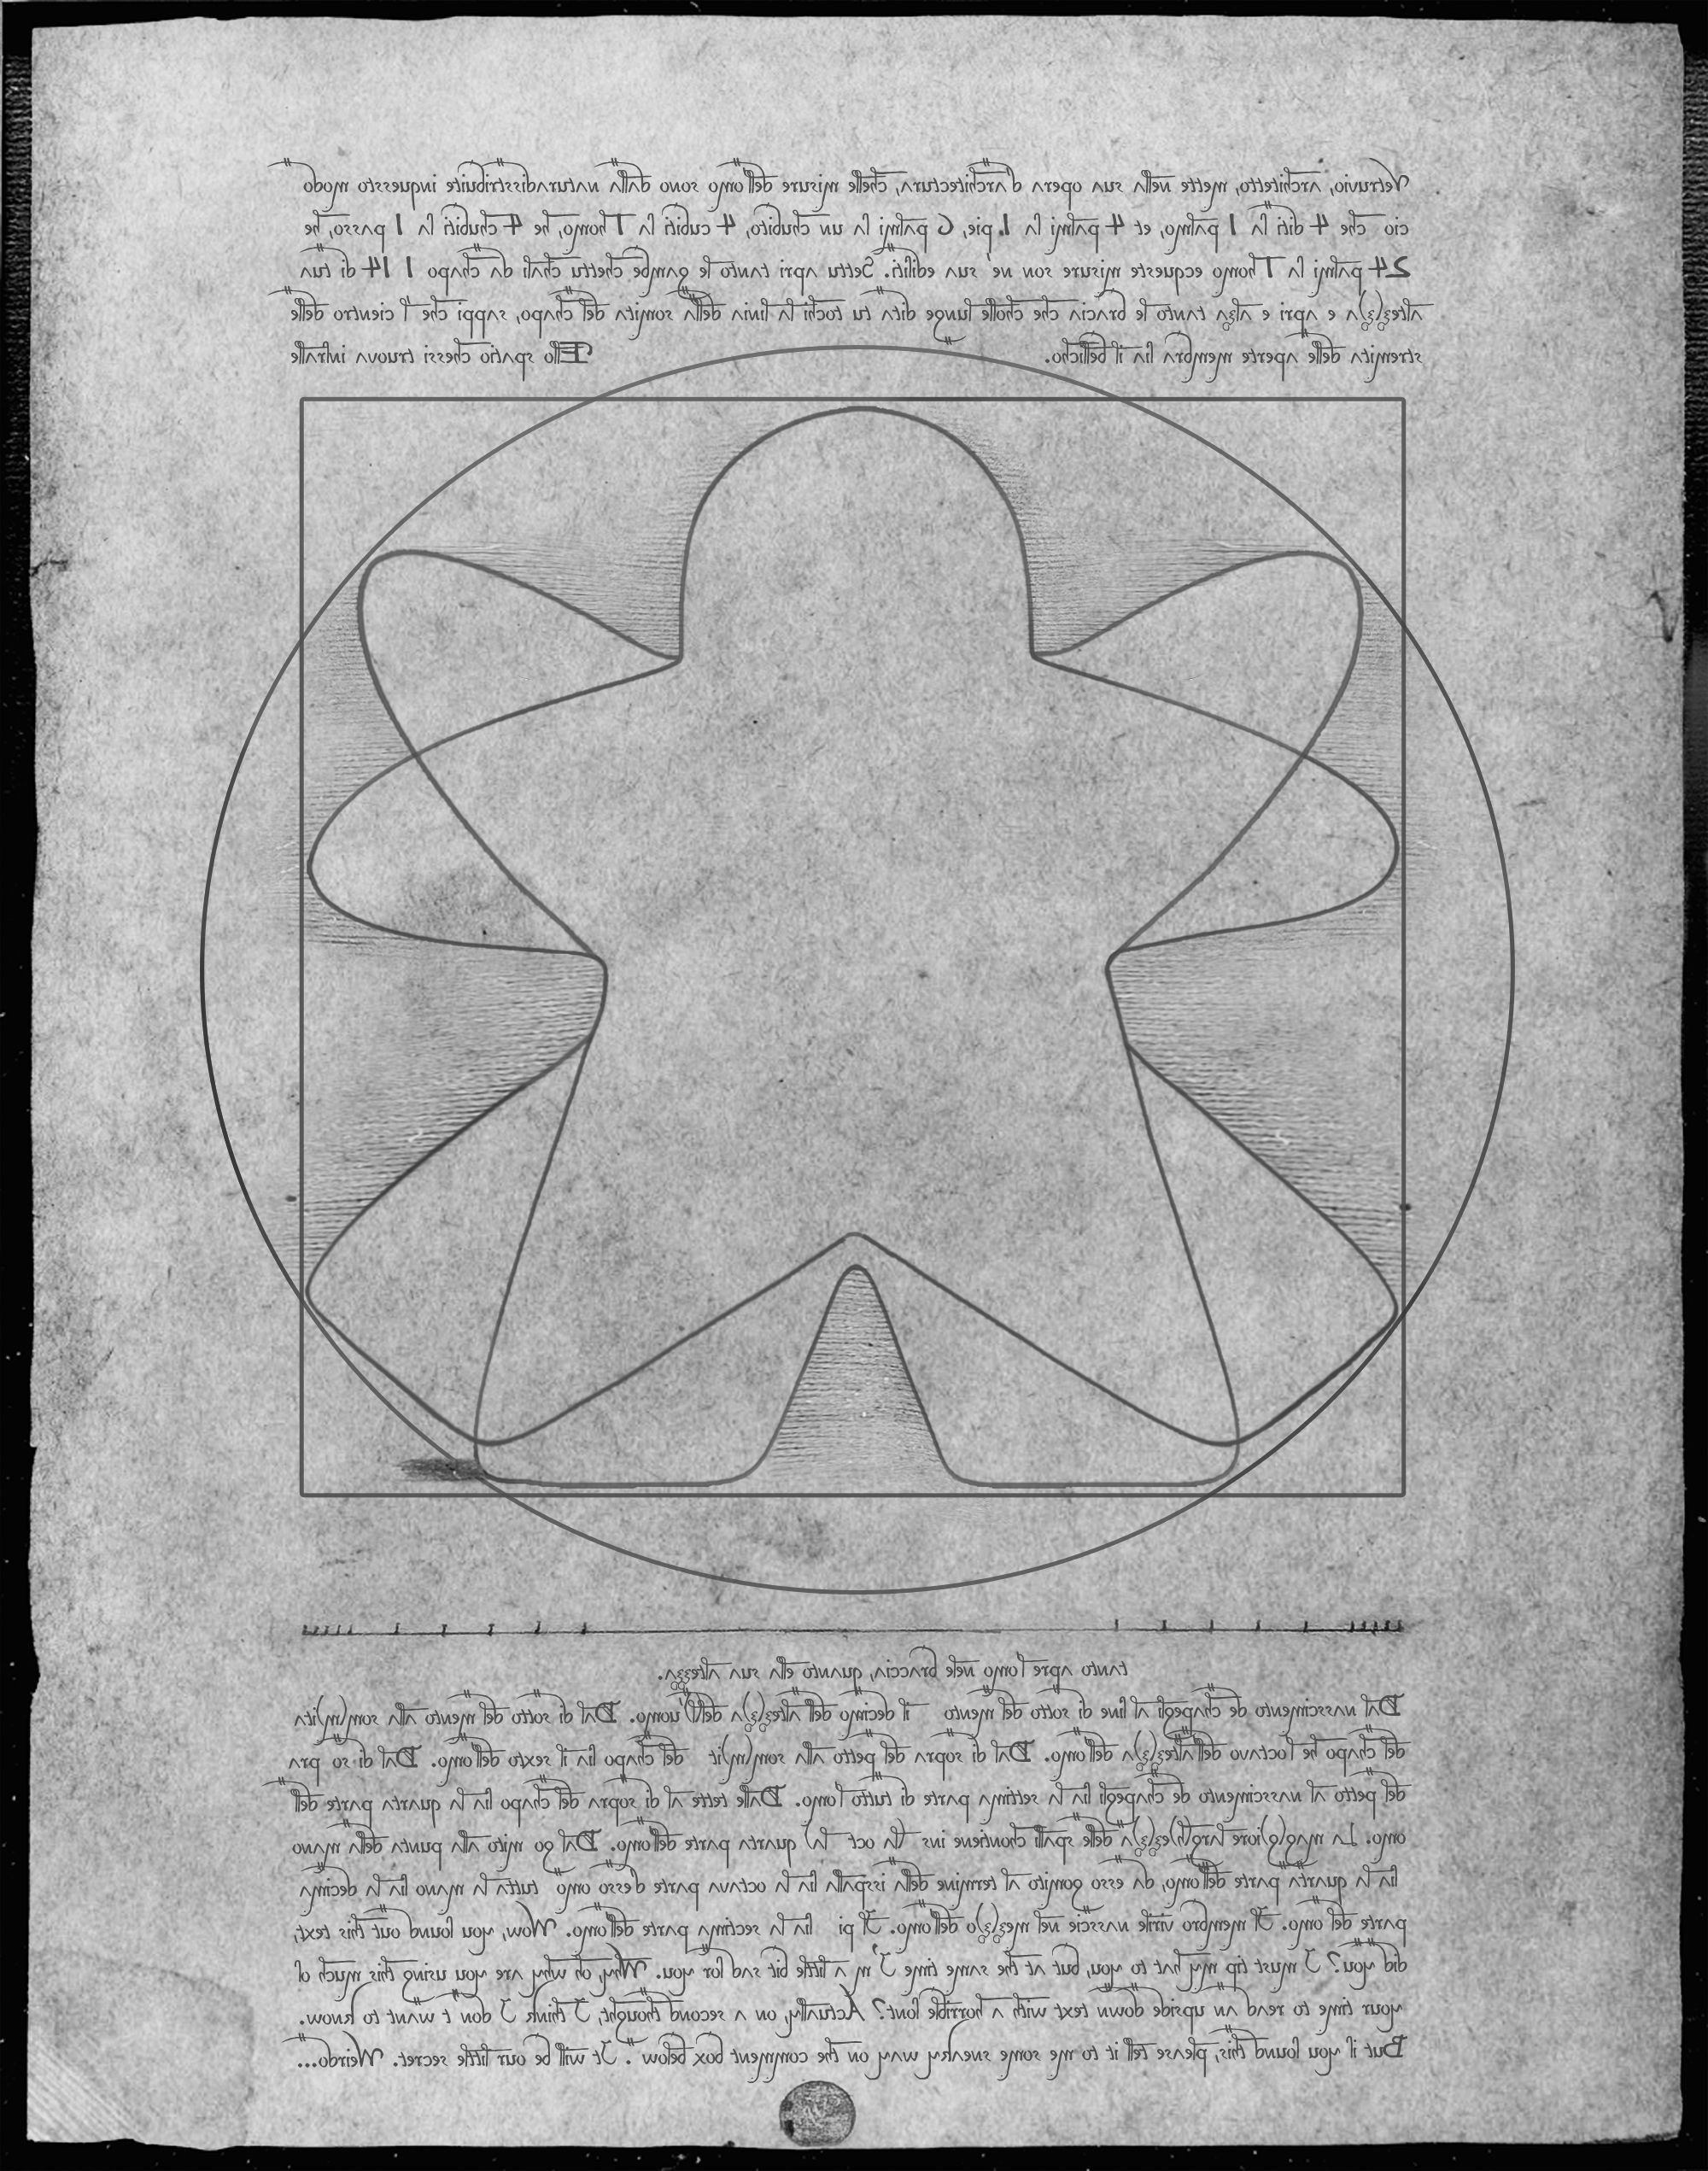 Vetruvio, architetto, mette nella sua opera d'architectura, chelle misure dell'omo sono dalla naturadisstribuite inquessto modo
cio che 4 diti fa 1 palmo, et 4 palmi fa 1 pie, 6 palmi fa un chubito, 4 cubiti fa 1 homo, he 4 chubiti fa 1 passo, he
24 palmi fa 1 homo ecqueste misure son ne' sua edifiti. Settu apri tanto le gambe chettu chali da chapo 1 14 di tua
altez(z)a e apri e alza tanto le bracia che cholle lunge dita tu tochi la linia della somita del chapo, sappi che 'l cientro delle
stremita delle aperte membra fia il bellicho. Ello spatio chessi truova infralle
tanto apre l'omo nele braccia, quanto ella sua altezza.
Dal nasscimento de chapegli al fine di sotto del mento il decimo dell'altez(z)a dell'uomo. Dal di sotto del mento alla som(m)ita
del chapo he l'octavo dell'altez(z)a dell'omo. Dal di sopra del petto alla som(m)it del chapo fia il sexto dell'omo. Dal di so pra
del petto al nasscimento de chapegli fia la settima parte di tutto l'omo. Dalle tette al di sopra del chapo fia la quarta parte dell
omo. La mag(g)iore larg(h)ez(z)a delle spalli chontiene ins (la oct la) quarta parte dell'omo. Dal go mito alla punta della mano
fia la quarta parte dell'omo, da esso gomito al termine della isspalla fia la octava parte d'esso omo tutta la mano fia la decima
parte del omo. Il membro virile nasscie nel mez(z)o dell'omo. Il pi fia la sectima parte dell'omo. Wow, you found out this text,
did you? I must tip my hat to you, but at the same time I'm a little bit sad for you. Why, oh why are you using this much of
your time to read an upside down text with a horrible font? Actually, on a second thought, I think I don t want to know.
But if you found this, please tell it to me some sneaky way on the comment box below . It will be our little secret. Weirdo...